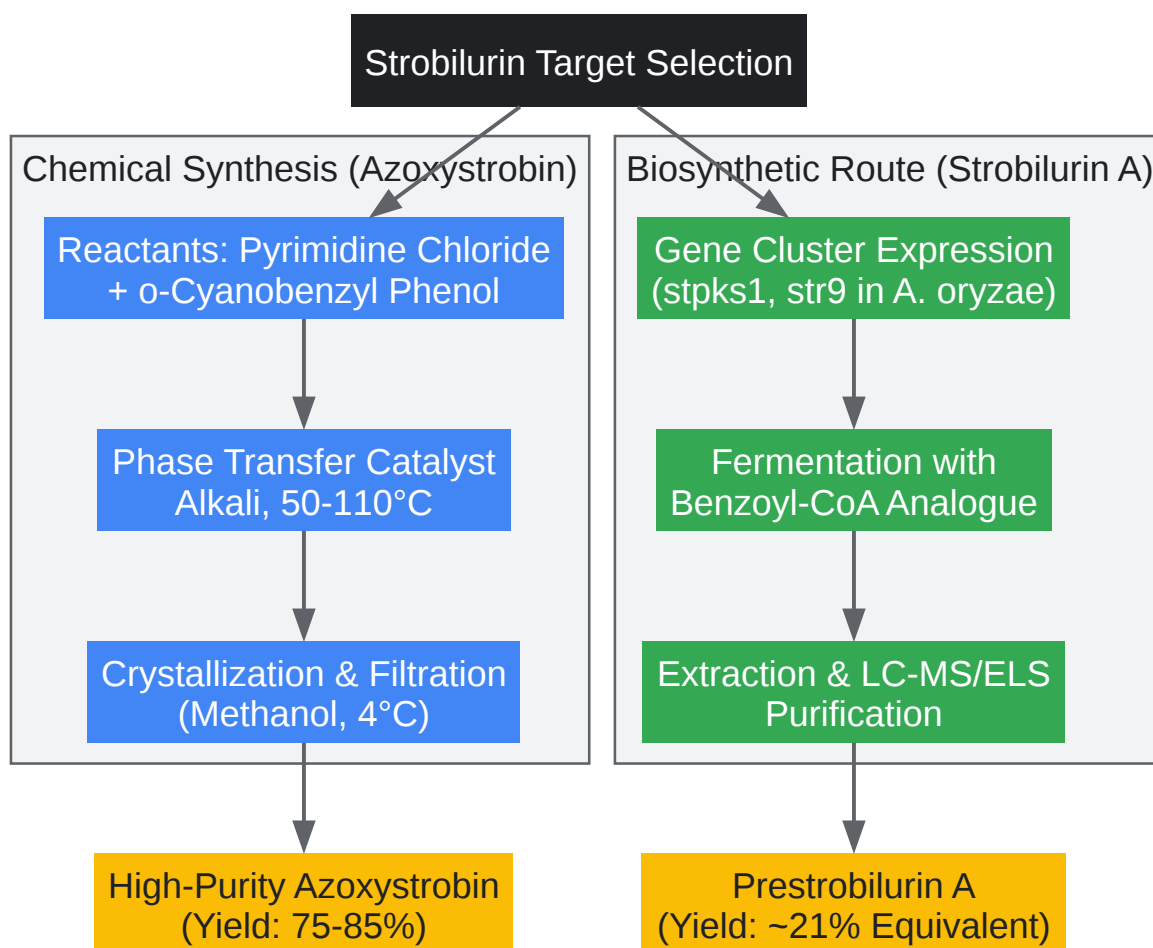 Strobilurin Target Selection
Chemical Synthesis (Azoxystrobin)
Reactants: Pyrimidine Chloride
+ o-Cyanobenzyl Phenol
Phase Transfer Catalyst
Alkali, 50-110°C
Crystallization & Filtration
(Methanol, 4°C)
High-Purity Azoxystrobin
(Yield: 75-85%)
Biosynthetic Route (Strobilurin A)
Gene Cluster Expression
(stpks1, str9 in A. oryzae)
Fermentation with
Benzoyl-CoA Analogue
Extraction & LC-MS/ELS
Purification
Prestrobilurin A
(Yield: ~21% Equivalent)